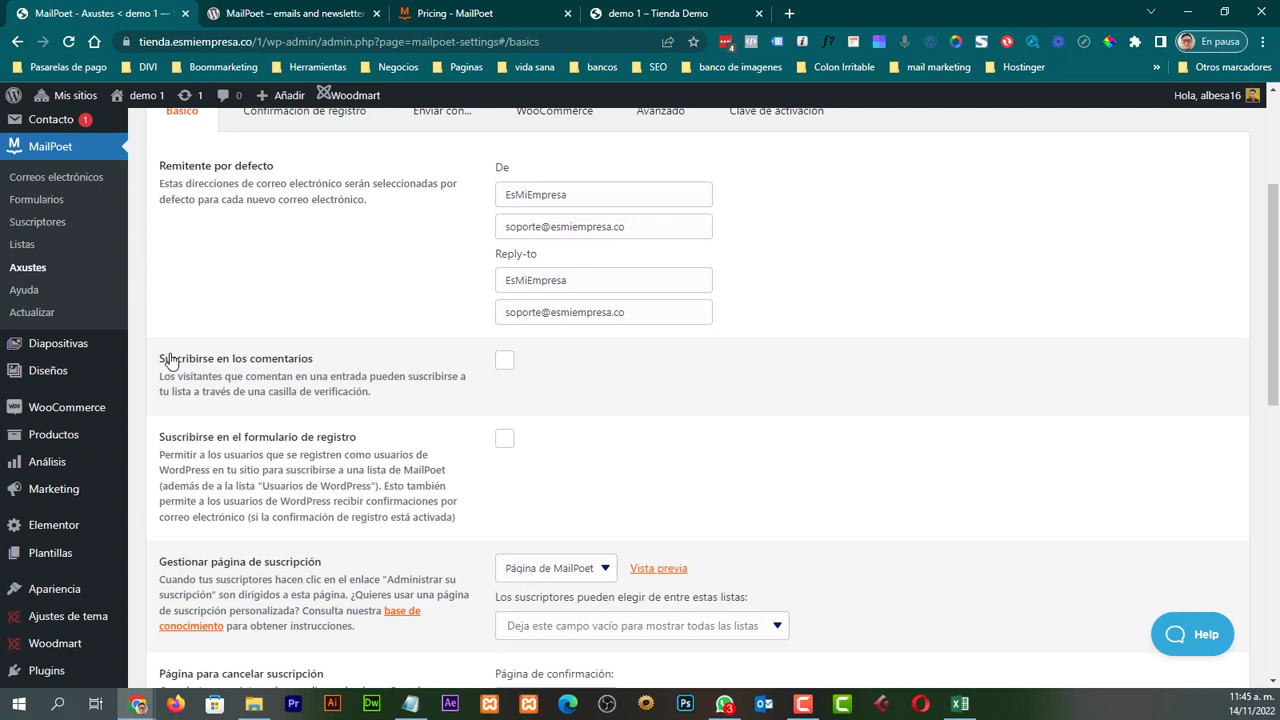 MailPoet - Axustes ‹ demo 1 —
MailPoet – emails and newsletter
Pricing - MailPoet
demo 1 – Tienda Demo
tienda.esmiempresa.co/1/wp-admin/admin.php?page=mailpoet-settings#/basics
4
En pausa
Pasarelas de pago
DIVI
Boommarketing
Herramientas
Negocios
Paginas
vida sana
bancos
SEO
banco de imagenes
Colon Irritable
mail marketing
Hostinger
»
Otros marcadores
Mis sitios
demo 1
1
0
Añadir
Woodmart
Hola, albesa16
Contacto 1
MailPoet
Correos electrónicos
Formularios
Suscriptores
Listas
Axustes
Ayuda
Actualizar
Diapositivas
Diseños
WooCommerce
Productos
Análisis
Marketing
Elementor
Plantillas
Apariencia
Ajustes de tema
Woodmart
Plugins
Básico
Confirmación de registro
Enviar con...
WooCommerce
Avanzado
Clave de activación
Remitente por defecto
Estas direcciones de correo electrónico serán seleccionadas por
defecto para cada nuevo correo electrónico.
De
EsMiEmpresa
soporte@esmiempresa.co
Reply-to
EsMiEmpresa
soporte@esmiempresa.co
Suscribirse en los comentarios
Los visitantes que comentan en una entrada pueden suscribirse a
tu lista a través de una casilla de verificación.
Suscribirse en el formulario de registro
Permitir a los usuarios que se registren como usuarios de
WordPress en tu sitio para suscribirse a una lista de MailPoet
(además de a la lista "Usuarios de WordPress"). Esto también
permite a los usuarios de WordPress recibir confirmaciones por
correo electrónico (si la confirmación de registro está activada)
Gestionar página de suscripción
Cuando tus suscriptores hacen clic en el enlace "Administrar su
suscripción" son dirigidos a esta página. ¿Quieres usar una página
de suscripción personalizada? Consulta nuestra base de
conocimiento para obtener instrucciones.
Página de MailPoet
Vista previa
Los suscriptores pueden elegir de entre estas listas:
Deja este campo vacío para mostrar todas las listas
Página para cancelar suscripción
Página de confirmación:
Help
3
11:45 a. m.
14/11/2022